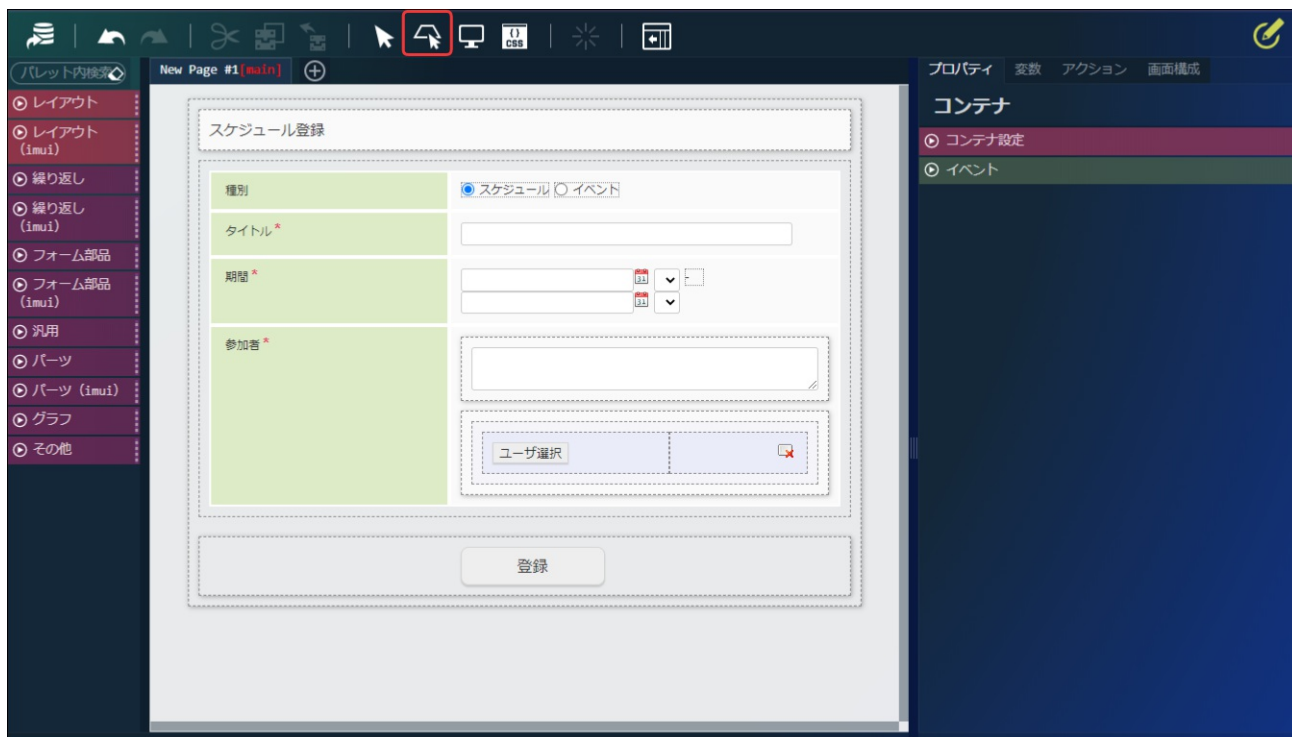 {}
CSS
パレット内検索
New Page #1[main]
プロパティ 変数 アクション 画面構成
レイアウト
レイアウト
(imui)
繰り返し
繰り返し
(imui)
フォーム部品
フォーム部品
(imui)
汎用
パーツ
パーツ (imui)
グラフ
その他
スケジュール登録
種別
スケジュール イベント
タイトル*
期間*
31
-
31
参加者*
ユーザ選択
登録
コンテナ
コンテナ設定
イベント